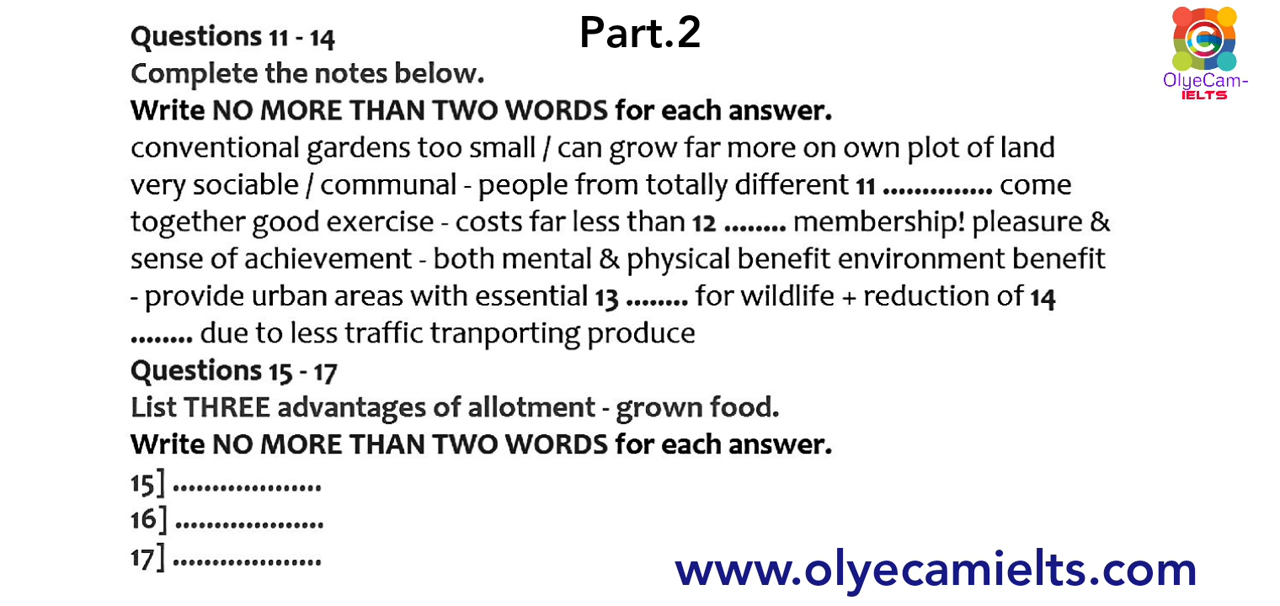 Part.2
OlyeCam-
IELTS
Questions 11 - 14
Complete the notes below.
Write NO MORE THAN TWO WORDS for each answer.
conventional gardens too small / can grow far more on own plot of land
very sociable / communal - people from totally different 11 .............. come
together good exercise - costs far less than 12 ........ membership! pleasure &
sense of achievement - both mental & physical benefit environment benefit
- provide urban areas with essential 13 ........ for wildlife + reduction of 14
........ due to less traffic tranporting produce
Questions 15 - 17
List THREE advantages of allotment - grown food.
Write NO MORE THAN TWO WORDS for each answer.
15] ...................
16] ...................
17] ...................
www.olyecamielts.com